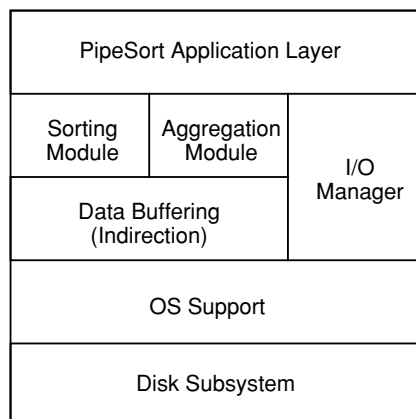 PipeSort Application Layer
Sorting
Module
Aggregation
Module
I/O
Manager
Data Buffering
(Indirection)
OS Support
Disk Subsystem